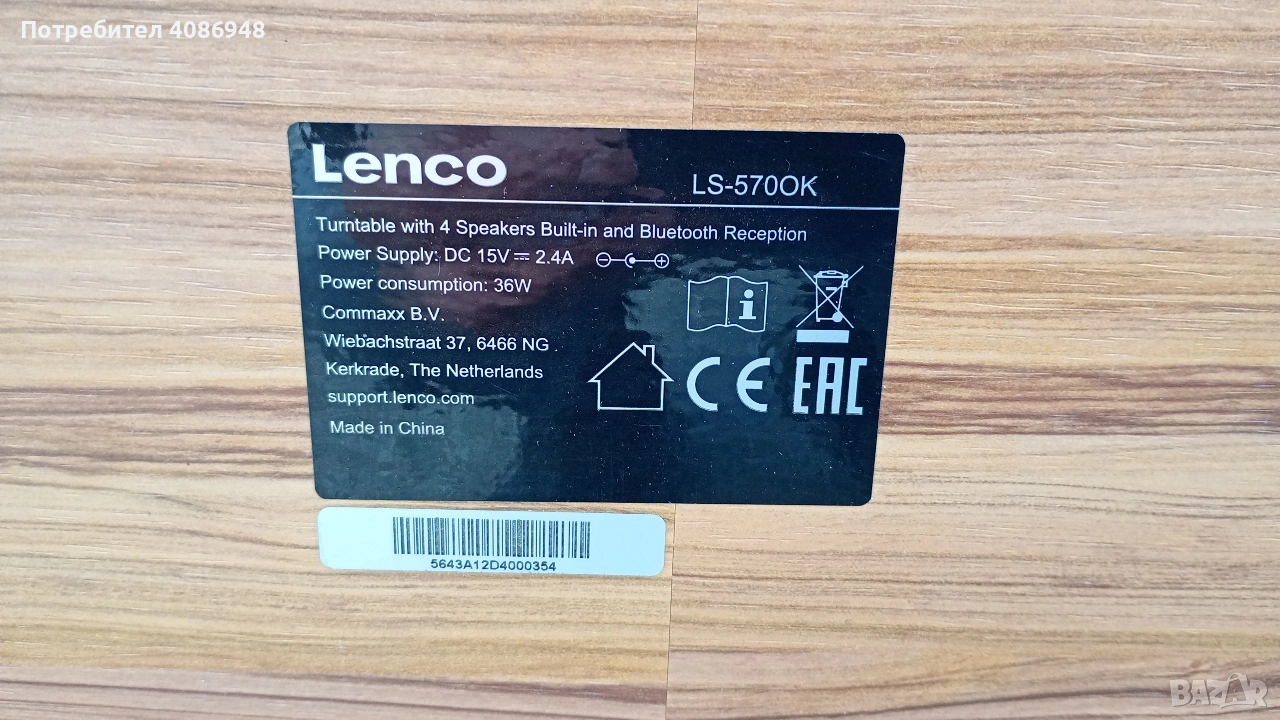 Потребител 4086948
Lenco
LS-570OK
Turntable with 4 Speakers Built-in and Bluetooth Reception
Power Supply: DC 15V ⎓ 2.4A
Power consumption: 36W
Commaxx B.V.
Wiebachstraat 37, 6466 NG
Kerkrade, The Netherlands
support.lenco.com
Made in China
CE
EAC
5643A12D4000354
BAZAR